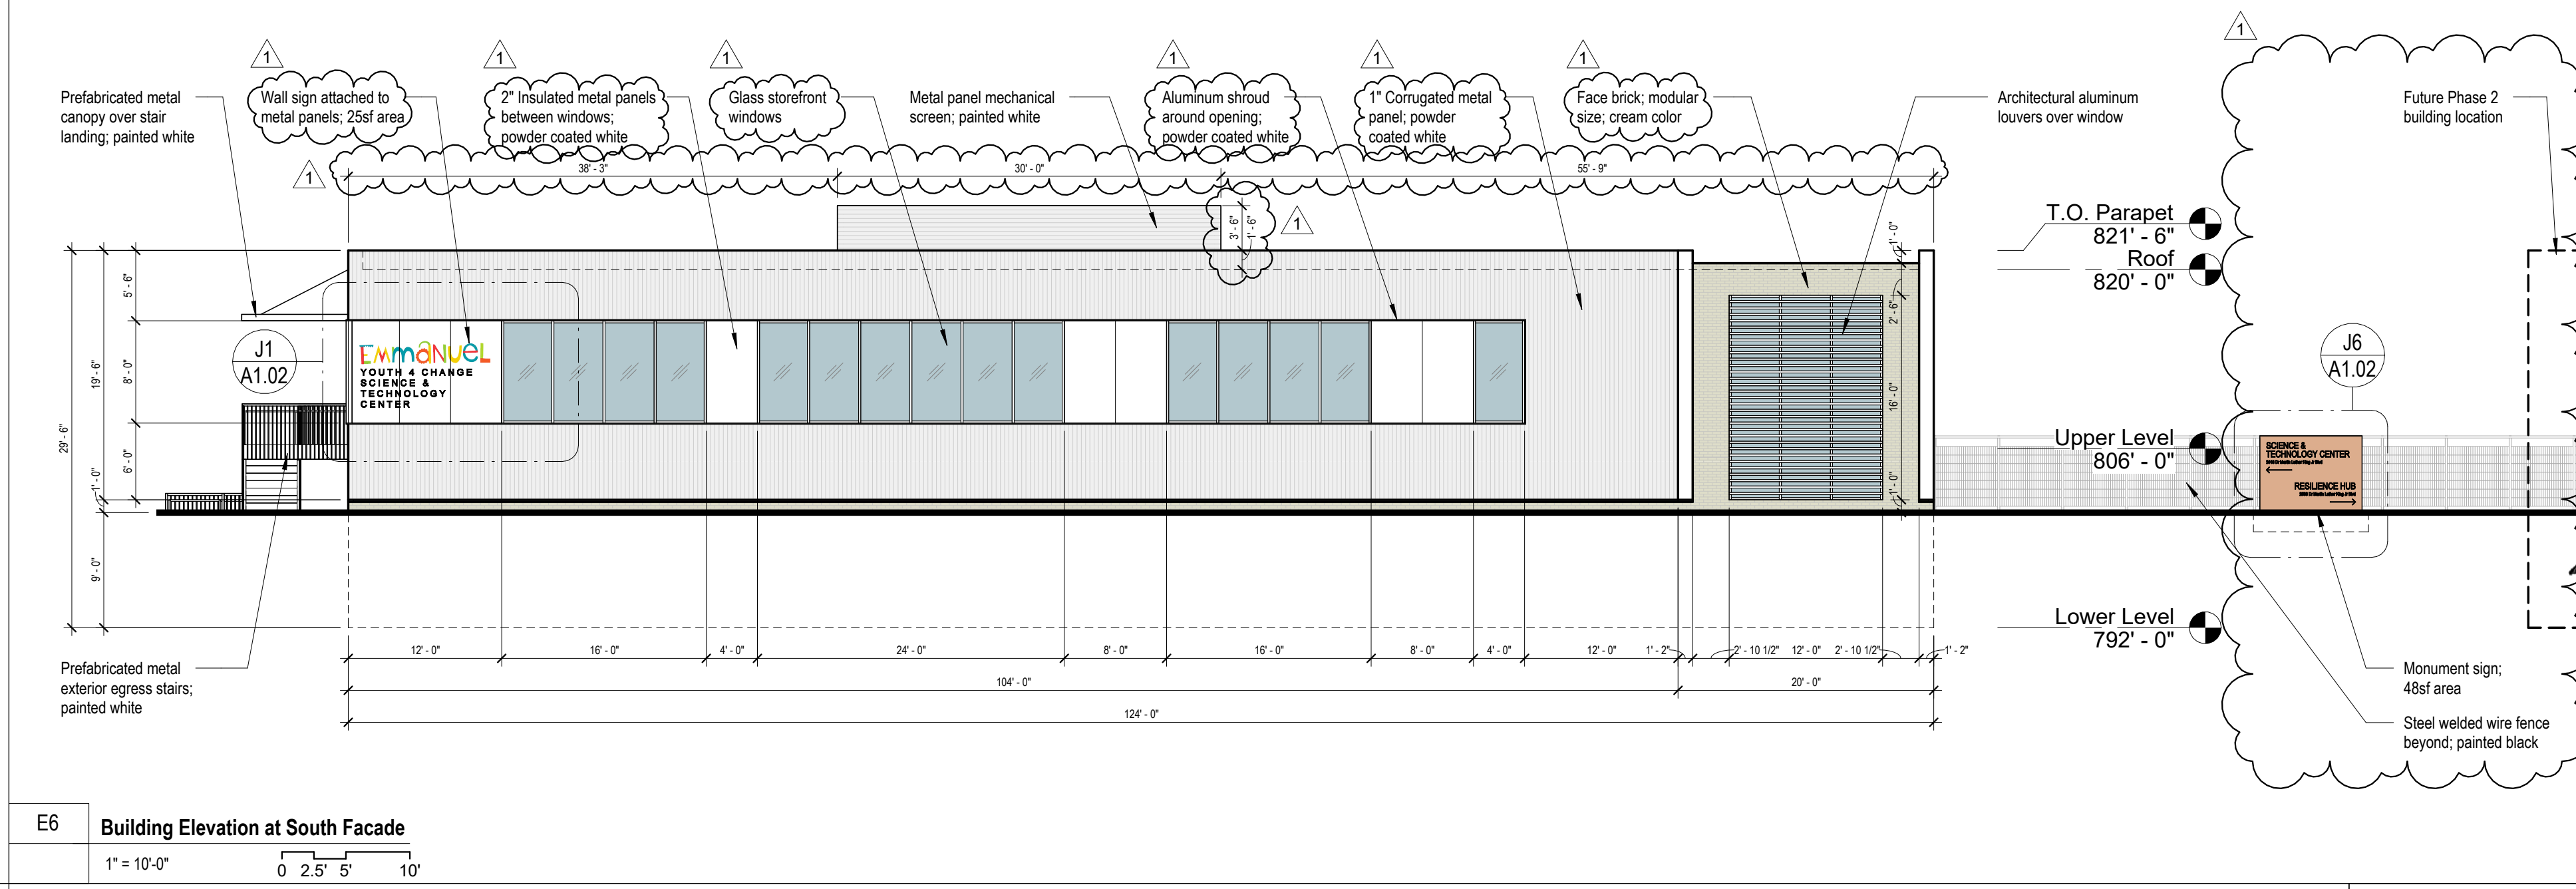 1
1
1
1
1
1
1
Prefabricated metal
canopy over stair
landing; painted white
Wall sign attached to
metal panels; 25sf area
2" Insulated metal panels
between windows;
powder coated white
Glass storefront
windows
Metal panel mechanical
screen; painted white
Aluminum shroud
around opening;
powder coated white
1" Corrugated metal
panel; powder
coated white
Face brick; modular
size; cream color
Architectural aluminum
louvers over window
Future Phase 2
building location
1
38' - 3"
30' - 0"
55' - 9"
1
3' - 6"
1' - 6"
1' - 0"
T.O. Parapet
821' - 6"
Roof
820' - 0"
5' - 6"
2' - 6"
J1
A1.02
EMMANUEL
YOUTH 4 CHANGE
SCIENCE &
TECHNOLOGY
CENTER
J6
A1.02
19' - 6"
8' - 0"
16' - 0"
29' - 6"
1' - 0"
6' - 0"
1' - 0"
Upper Level
806' - 0"
SCIENCE &
TECHNOLOGY CENTER
RESILIENCE HUB
9' - 0"
Lower Level
792' - 0"
12' - 0"
16' - 0"
4' - 0"
24' - 0"
8' - 0"
16' - 0"
8' - 0"
4' - 0"
12' - 0"
1' - 2"
2' - 10 1/2"
12' - 0"
2' - 10 1/2"
1' - 2"
104' - 0"
20' - 0"
124' - 0"
Prefabricated metal
exterior egress stairs;
painted white
Monument sign;
48sf area
Steel welded wire fence
beyond; painted black
E6
Building Elevation at South Facade
1" = 10'-0"
0 2.5' 5' 10'